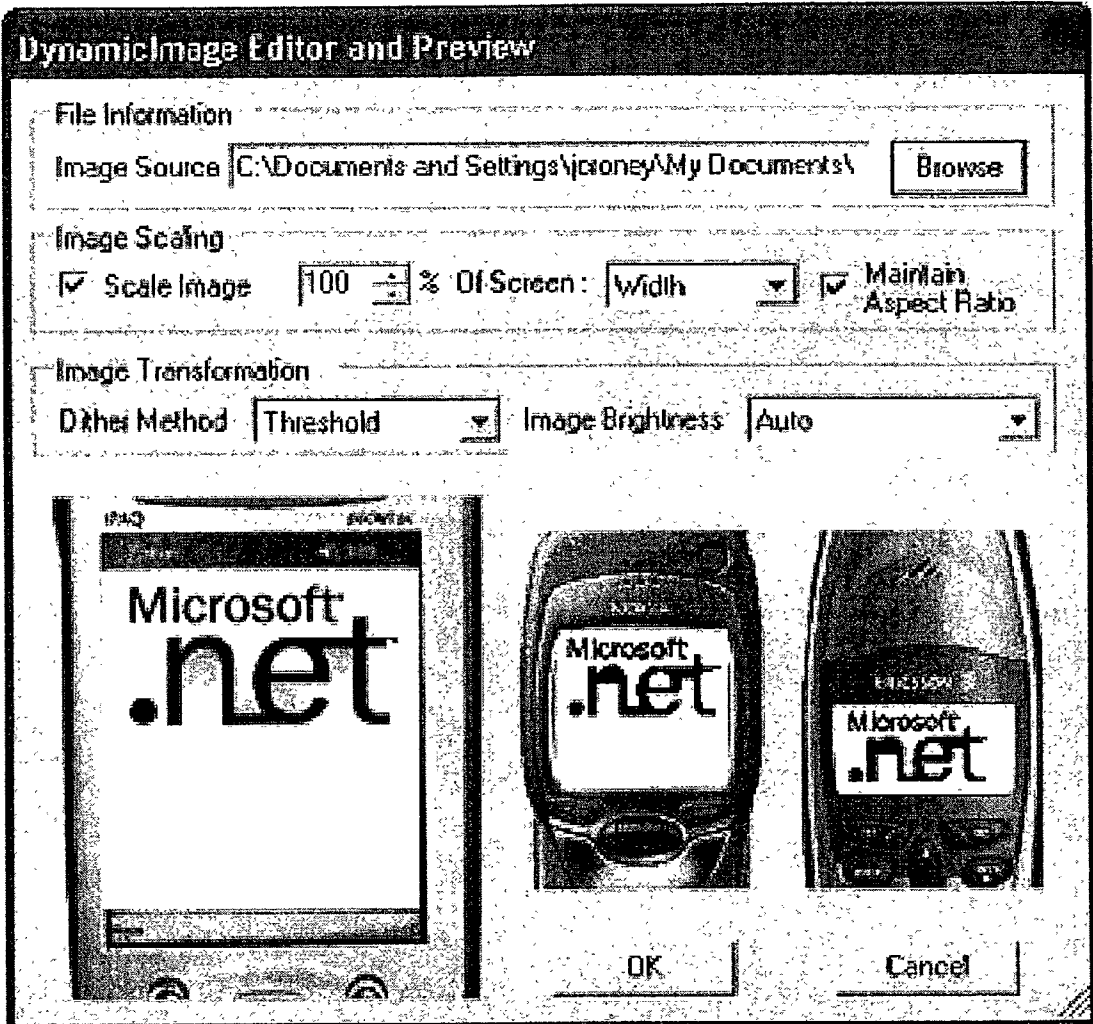 DynamicImage Editor and Preview
File Information
Image Source C:\Documents and Settings\jcroney\My Documents\ Browse
Image Scaling
Scale Image 100 % Of Screen : Width Maintain
Aspect Ratio
Image Transformation
Dither Method Threshold Image Brightness Auto
iPAQ
Microsoft
.net
Microsoft
.net
ERICSSON
Microsoft
.net
OK Cancel